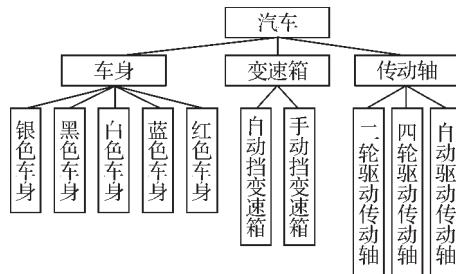 汽车
车身
变速箱
传动轴
银色车身
黑色车身
白色车身
蓝色车身
红色车身
自动挡变速箱
手动挡变速箱
二轮驱动传动轴
四轮驱动传动轴
自动驱动传动轴